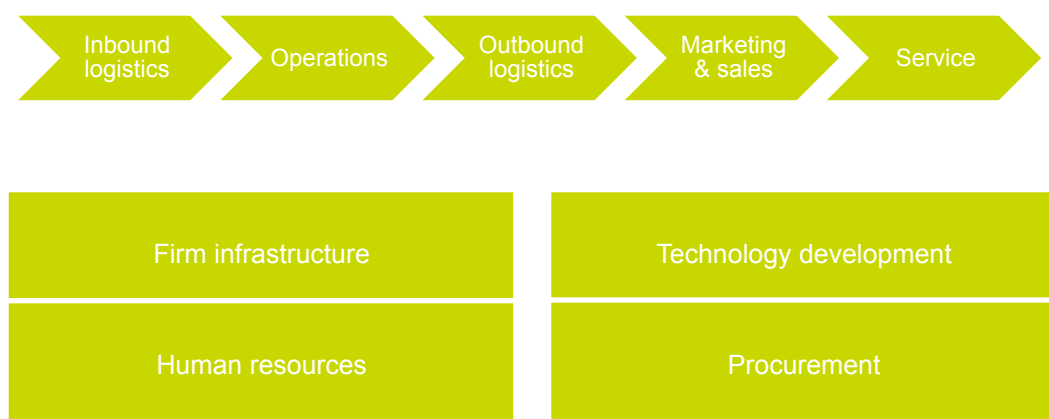 Inbound
logistics
Operations
Outbound
logistics
Marketing
& sales
Service
Firm infrastructure
Technology development
Human resources
Procurement